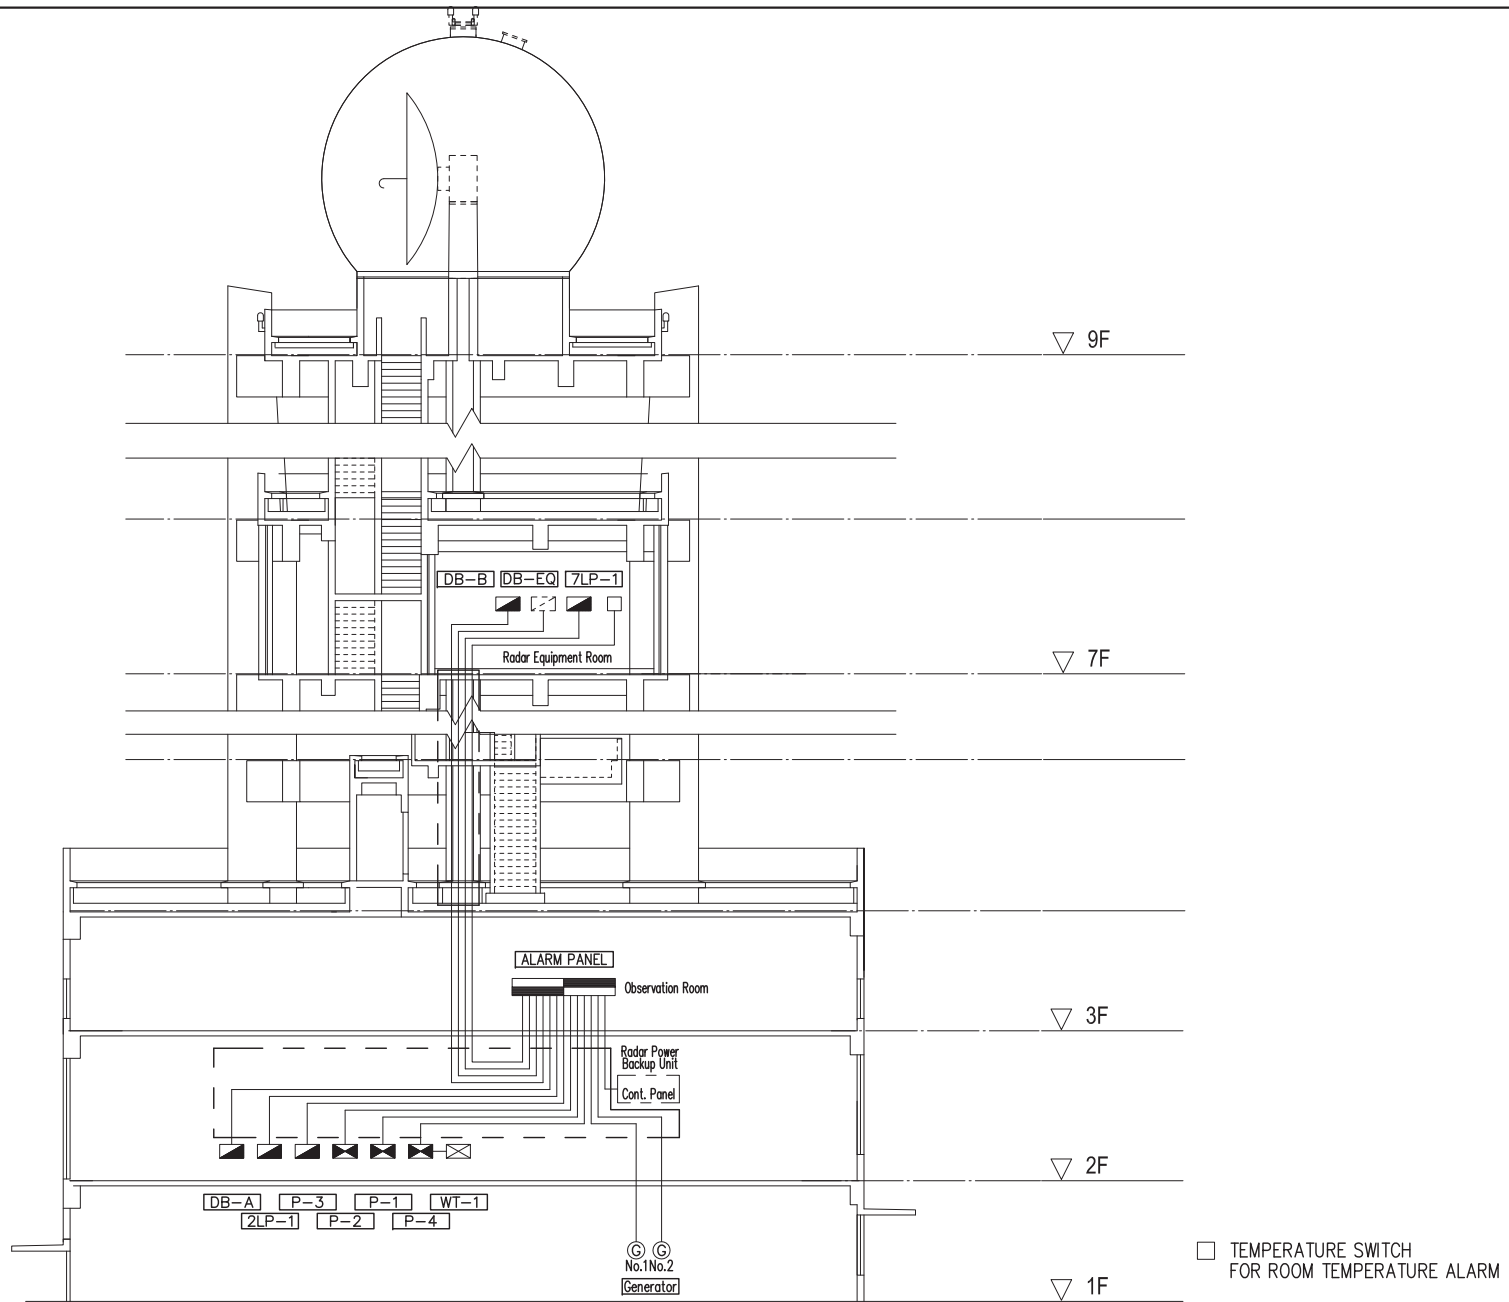 9F
DB-B DB-EQ 7LP-1
Radar Equipment Room
7F
ALARM PANEL
Observation Room
3F
Radar Power
Backup Unit
Cont. Panel
2F
DB-A P-3 P-1 WT-1
2LP-1 P-2 P-4
G G
No.1 No.2
Generator
1F
TEMPERATURE SWITCH
FOR ROOM TEMPERATURE ALARM